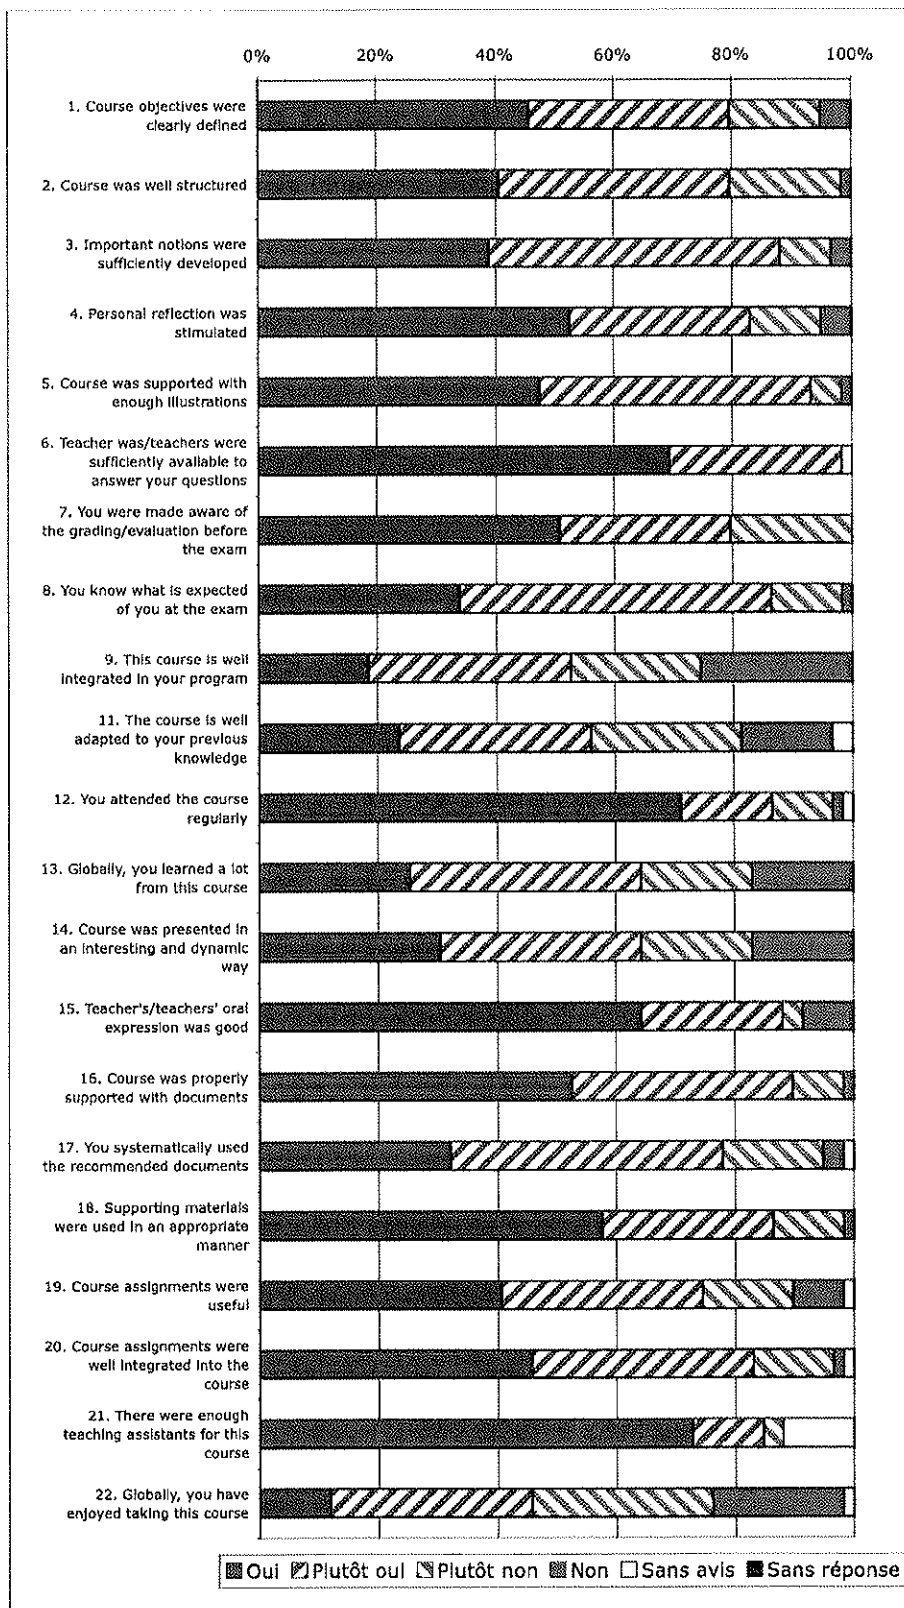 0% 20% 40% 60% 80% 100%
1. Course objectives were
clearly defined
2. Course was well structured
3. Important notions were
sufficiently developed
4. Personal reflection was
stimulated
5. Course was supported with
enough illustrations
6. Teacher was/teachers were
sufficiently available to
answer your questions
7. You were made aware of
the grading/evaluation before
the exam
8. You know what is expected
of you at the exam
9. This course is well
integrated in your program
11. The course is well
adapted to your previous
knowledge
12. You attended the course
regularly
13. Globally, you learned a lot
from this course
14. Course was presented in
an interesting and dynamic
way
15. Teacher's/teachers' oral
expression was good
16. Course was properly
supported with documents
17. You systematically used
the recommended documents
18. Supporting materials
were used in an appropriate
manner
19. Course assignments were
useful
20. Course assignments were
well integrated into the
course
21. There were enough
teaching assistants for this
course
22. Globally, you have
enjoyed taking this course
Oui Plutôt oui Plutôt non Non Sans avis Sans réponse